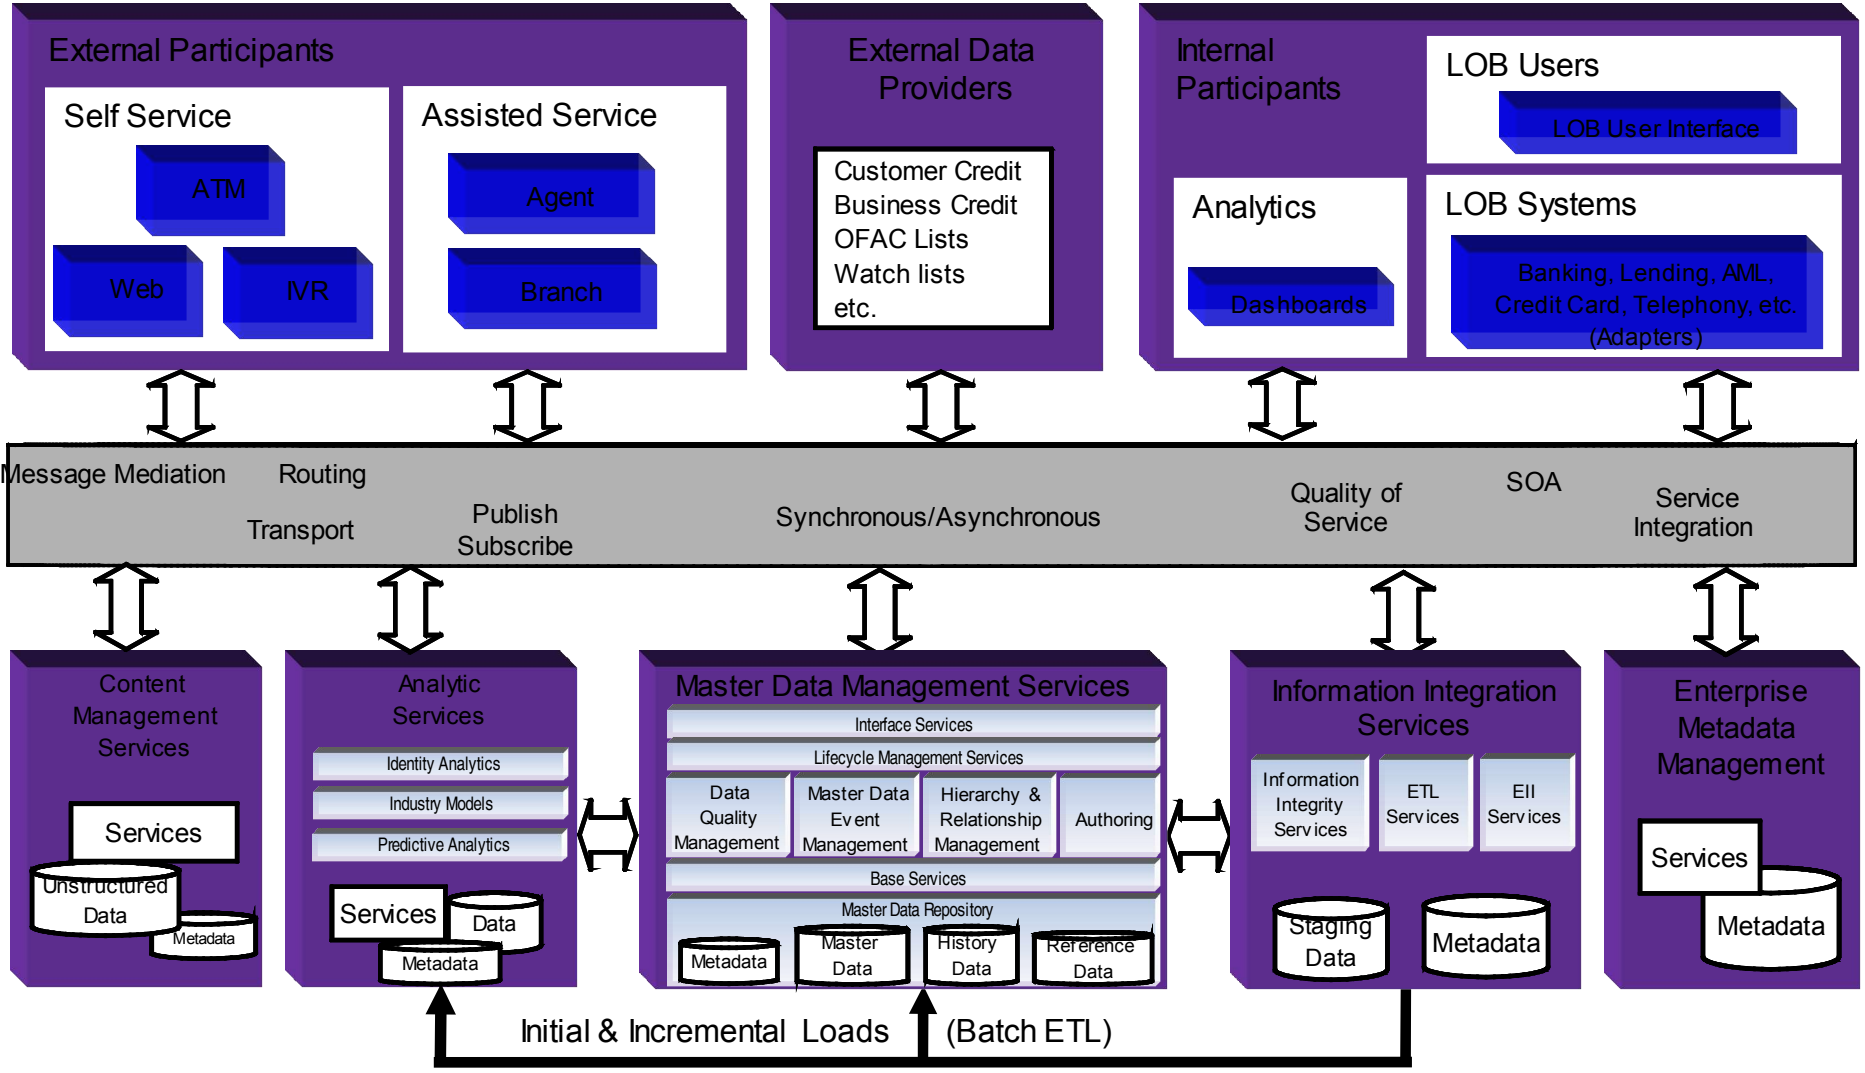 External Participants
Self Service
ATM
Web
IVR
Assisted Service
Agent
Branch
External Data
Providers
Customer Credit
Business Credit
OFAC Lists
Watch lists
etc.
Internal
Participants
LOB Users
LOB User Interface
Analytics
Dashboards
LOB Systems
Banking, Lending, AML,
Credit Card, Telephony, etc.
(Adapters)
Message Mediation
Routing
Transport
Publish
Subscribe
Synchronous/Asynchronous
Quality of
Service
SOA
Service
Integration
Content
Management
Services
Services
Unstructured
Data
Metadata
Analytic
Services
Identity Analytics
Industry Models
Predictive Analytics
Services
Data
Metadata
Master Data Management Services
Interface Services
Lifecycle Management Services
Data
Quality
Management
Master Data
Event
Management
Hierarchy &
Relationship
Management
Authoring
Base Services
Master Data Repository
Metadata
Master
Data
History
Data
Reference
Data
Information Integration
Services
Information
Integrity
Services
ETL
Services
EII
Services
Staging
Data
Metadata
Enterprise
Metadata
Management
Services
Metadata
Initial & Incremental Loads (Batch ETL)